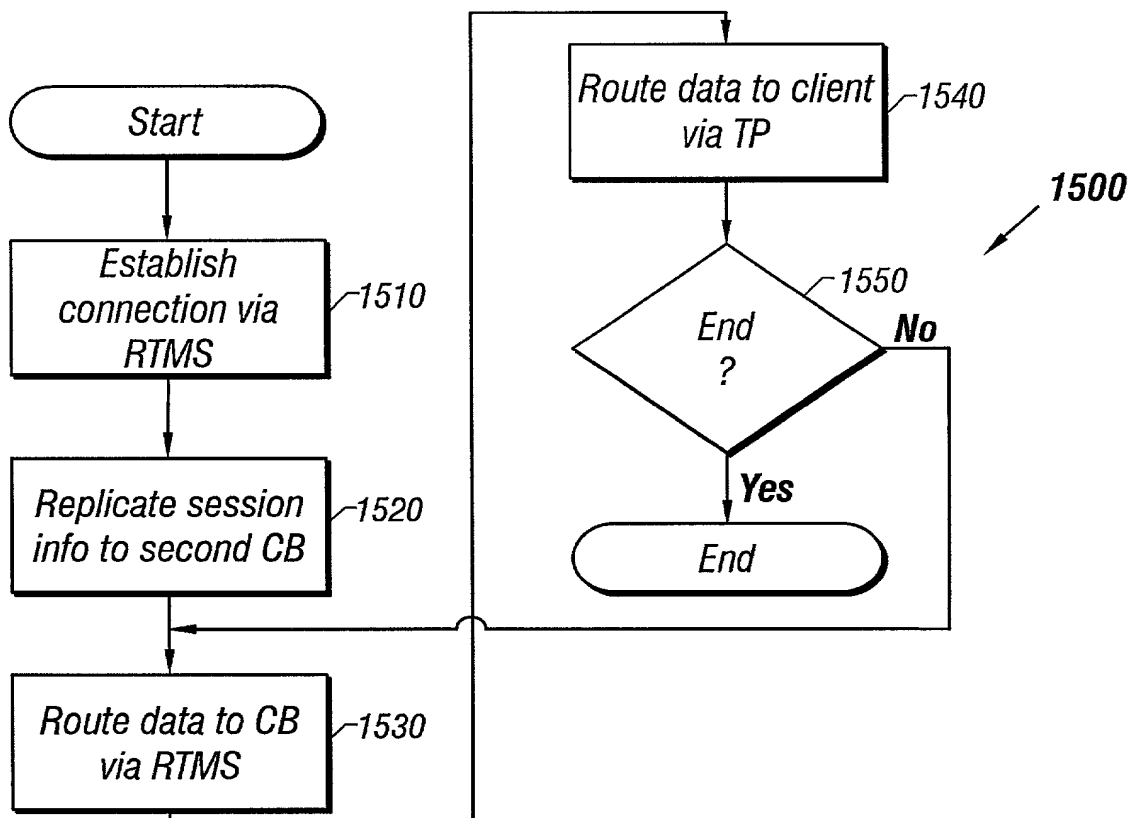 Start
Establish
connection via
RTMS
1510
Replicate session
info to second CB
1520
Route data to CB
via RTMS
1530
Route data to client
via TP
1540
1500
End
?
1550
No
Yes
End